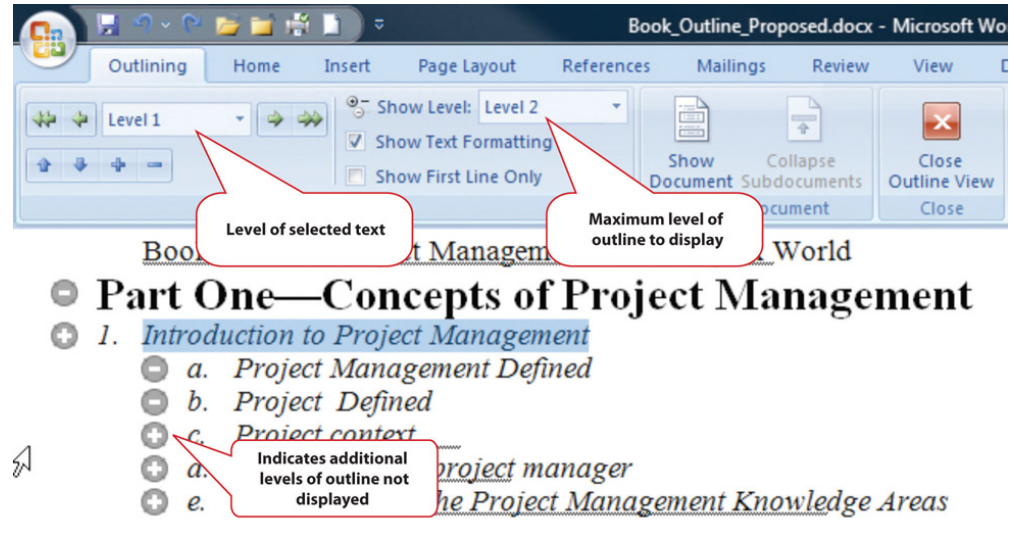 Book_Outline_Proposed.docx - Microsoft Wo
Outlining Home Insert Page Layout References Mailings Review View
Level 1
Show Level: Level 2
Show Text Formatting
Show First Line Only
Show Document
Collapse Subdocuments
Close Outline View
Close
Level of selected text
Maximum level of
outline to display
World
Part One—Concepts of Project Management
1. Introduction to Project Management
a. Project Management Defined
b. Project Defined
c. Project context
Indicates additional
levels of outline not
displayed
project manager
e. he Project Management Knowledge Areas